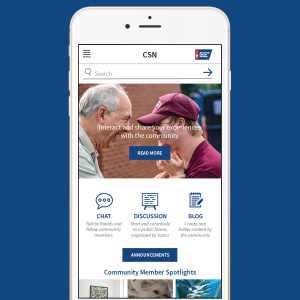 CSN
Search
Interact and share your experiences
with the community
READ MORE
CHAT
DISCUSSION
BLOG
Talk to friends and
fellow community
members
Start and contribute
to a public forum,
organized by topics
Create and
follow content by
the community
ANNOUNCEMENTS
Community Member Spotlights